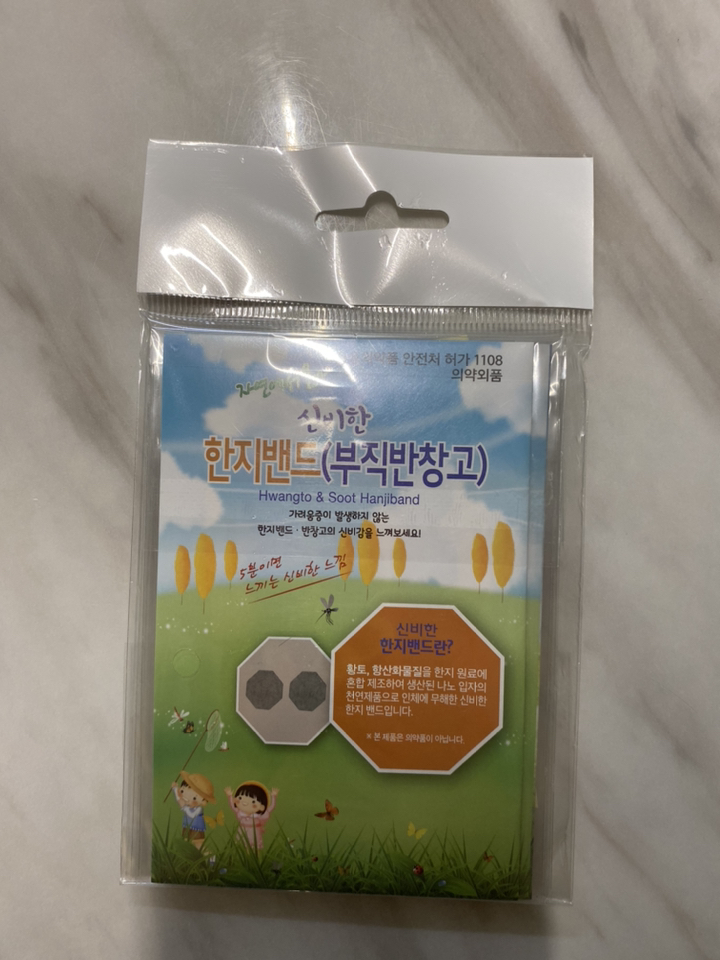 안전처 허가 1108
의약외품
자연에서
신비한
한지밴드(부직반창고)
Hwangto & Soot Hanjiband
가려움증이 발생하지 않는
한지밴드·반창고의 신비감을 느껴보세요!
5분이면
느끼는 신비한 느낌
신비한
한지밴드란?
황토, 항산화물질을 한지 원료에
혼합 제조하여 생산된 나노 입자의
천연제품으로 인체에 무해한 신비한
한지 밴드입니다.
※ 본 제품은 의약품이 아닙니다.